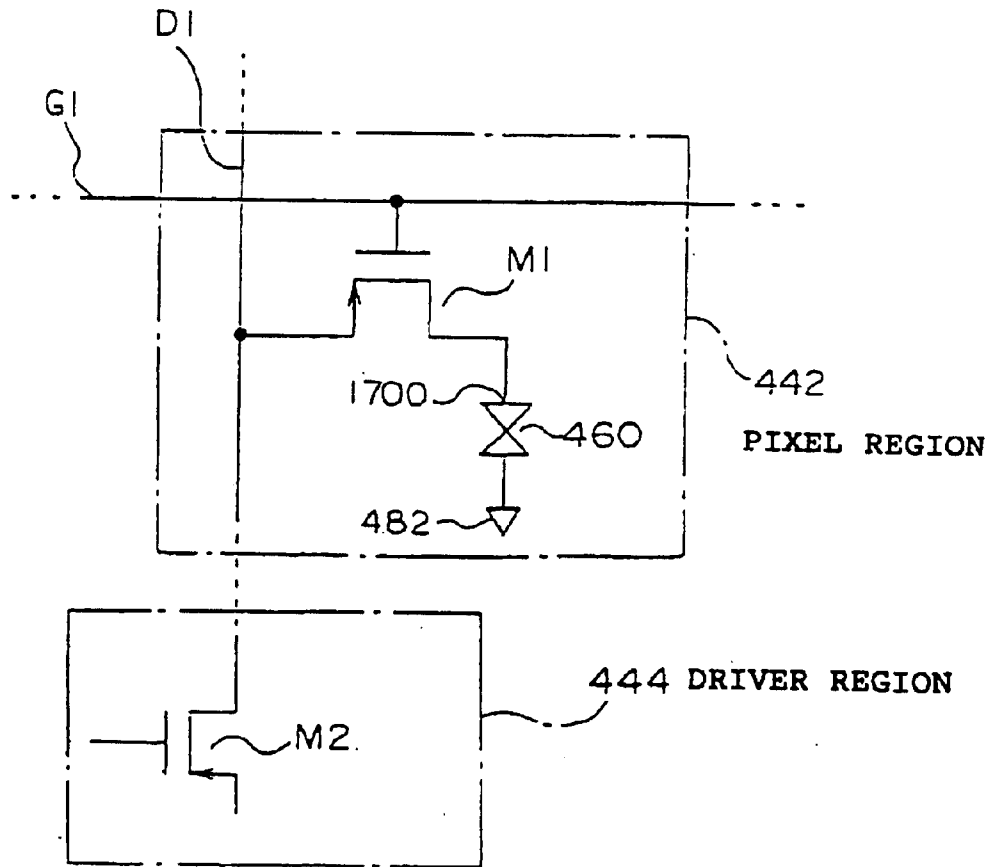 D1
G1
M1
442
PIXEL REGION
1700
460
482
444 DRIVER REGION
M2